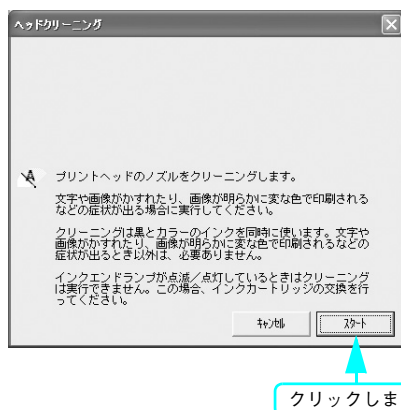 ヘッドクリーニング
プリントヘッドのノズルをクリーニングします。
文字や画像がかすれたり、画像が明らかに変な色で印刷される
などの症状が出る場合に実行してください。
クリーニングは黒とカラーのインクを同時に使います。文字や
画像がかすれたり、画像が明らかに変な色で印刷されるなどの
症状が出るとき以外は、必要ありません。
インクエンドランプが点滅／点灯しているときはクリーニング
は実行できません。この場合、インクカートリッジの交換を行
ってください。
キャンセル
スタート
クリックしま